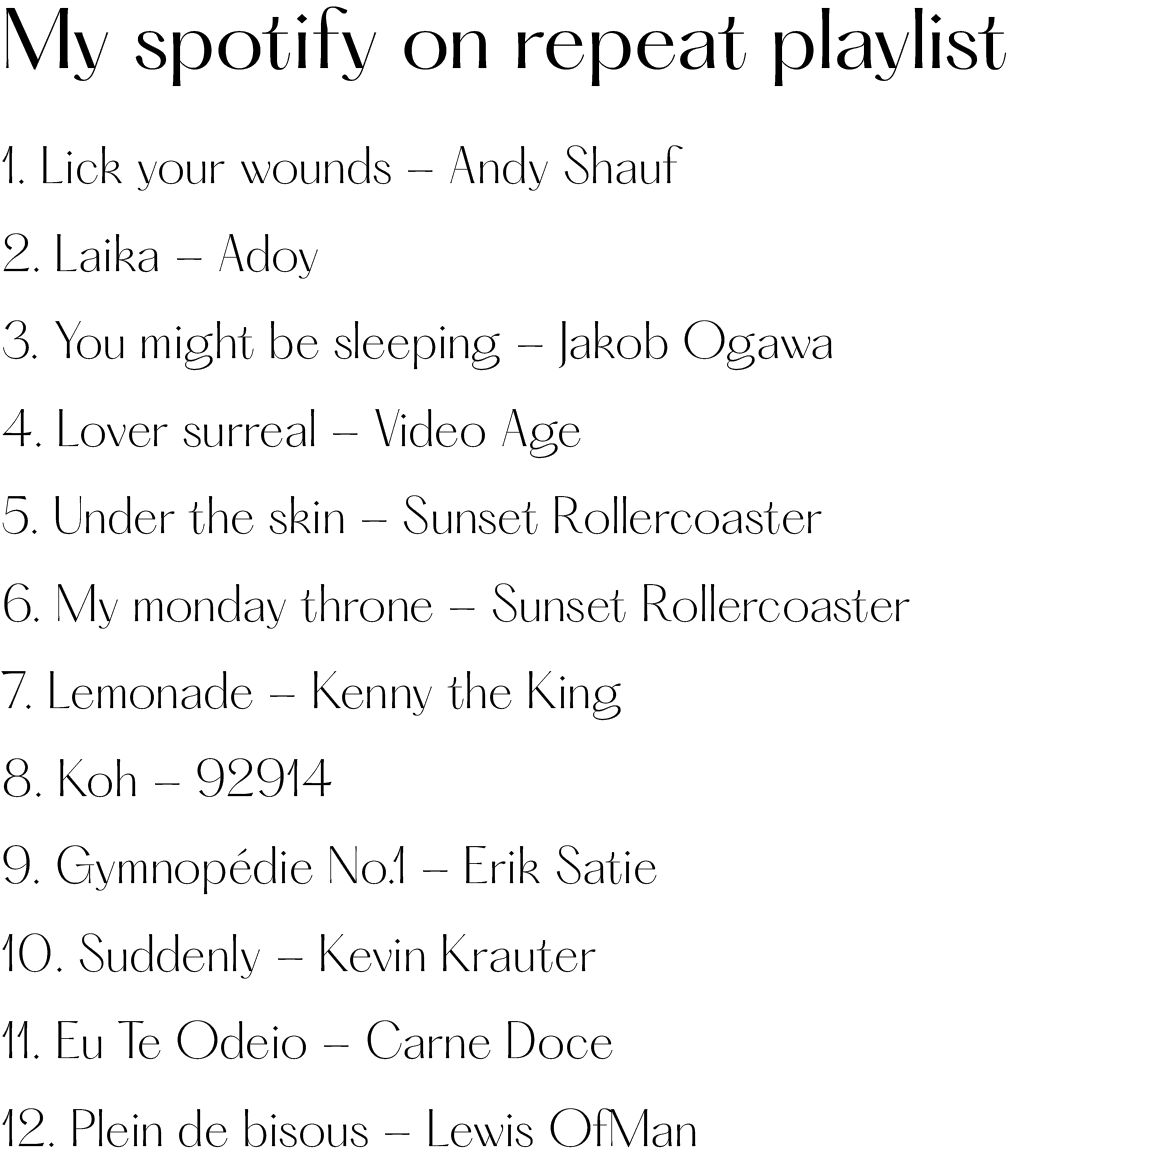 My spotify on repeat playlist
1. Lick your wounds – Andy Shauf
2. Laika – Adoy
3. You might be sleeping – Jakob Ogawa
4. Lover surreal – Video Age
5. Under the skin – Sunset Rollercoaster
6. My monday throne – Sunset Rollercoaster
7. Lemonade – Kenny the King
8. Koh – 92914
9. Gymnopédie No.1 – Erik Satie
10. Suddenly – Kevin Krauter
11. Eu Te Odeio – Carne Doce
12. Plein de bisous – Lewis OfMan